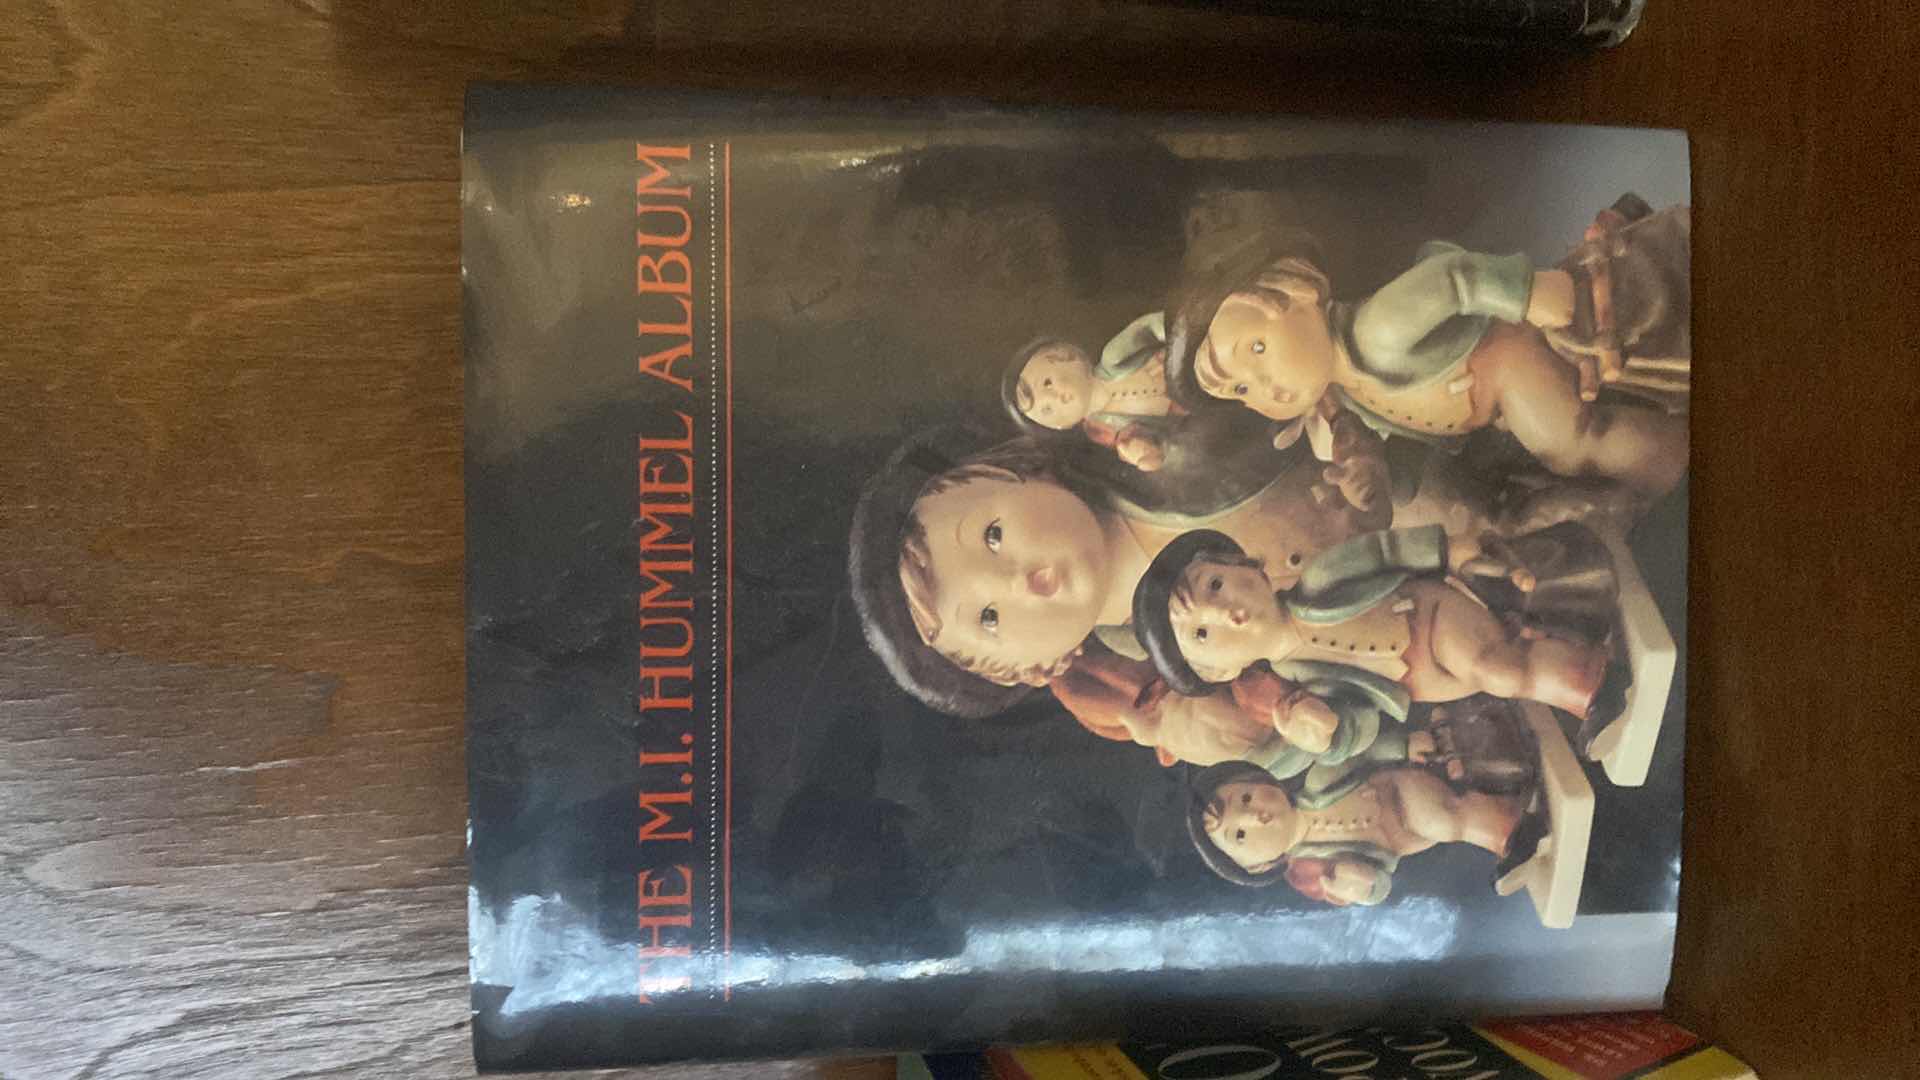 THE M.I. HUMMEL ALBUM